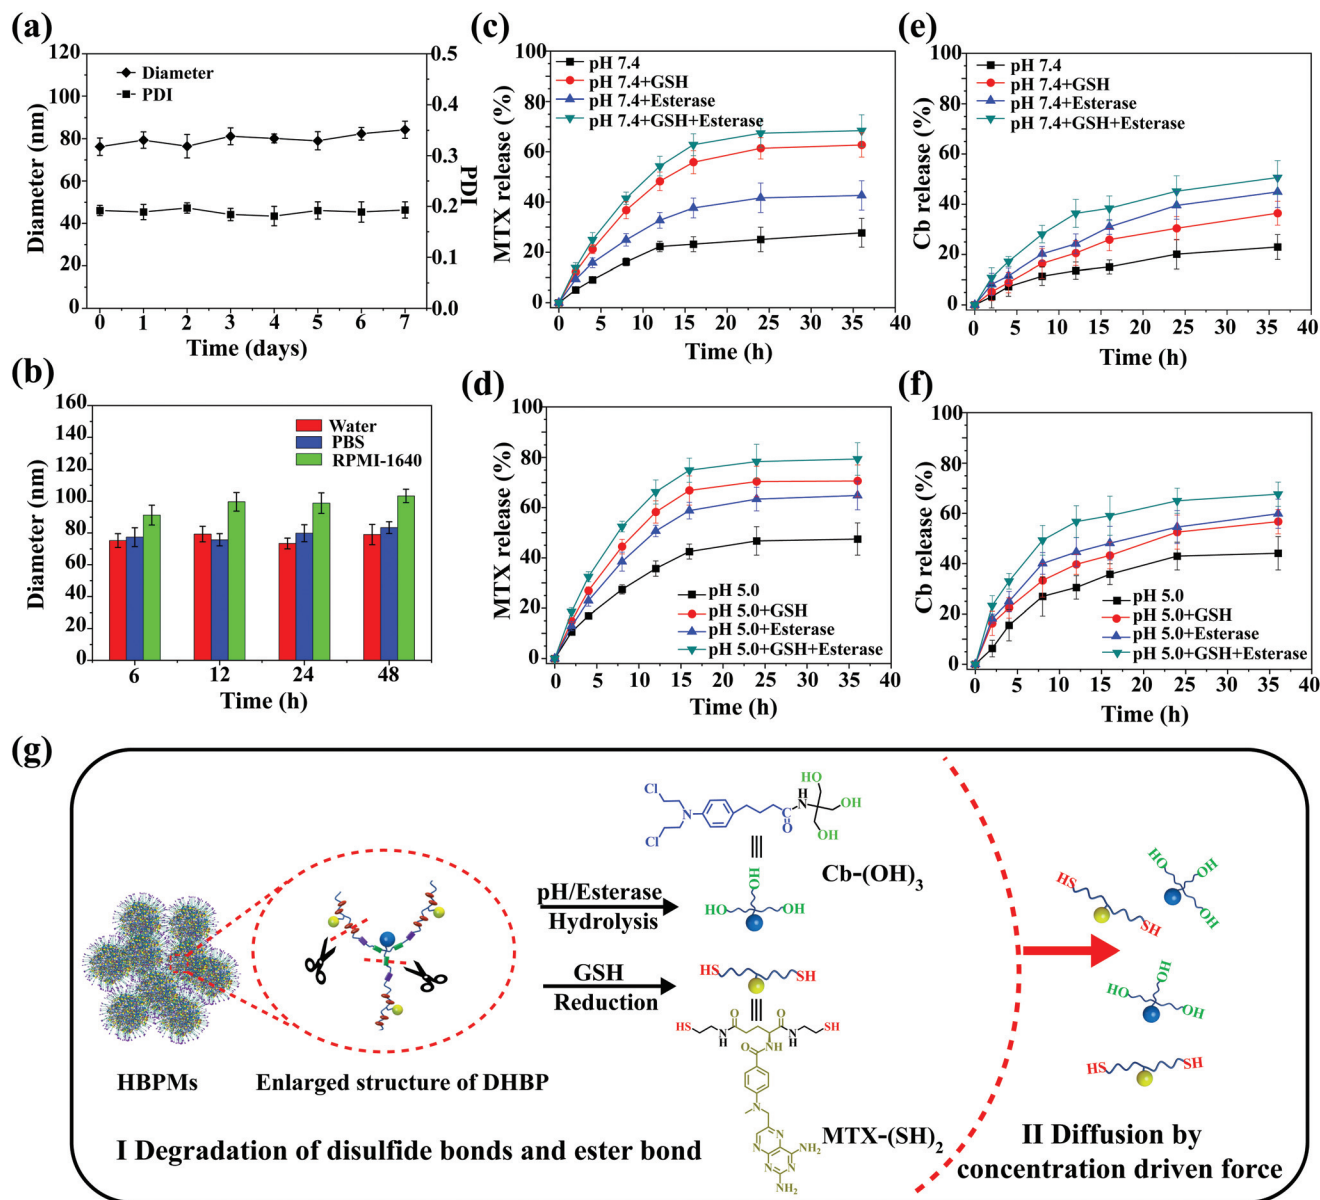 (a)
120
100
80
60
40
20
0
Diameter (nm)
Diameter
PDI
0.5
0.4
0.3
0.2
0.1
0.0
PDI
0 1 2 3 4 5 6 7
Time (days)
(b)
160
140
120
100
80
60
40
20
0
Diameter (nm)
Water
PBS
RPMI-1640
6 12 24 48
Time (h)
(c)
100
80
60
40
20
0
MTX release (%)
pH 7.4
pH 7.4+GSH
pH 7.4+Esterase
pH 7.4+GSH+Esterase
0 5 10 15 20 25 30 35 40
Time (h)
(d)
100
80
60
40
20
0
MTX release (%)
pH 5.0
pH 5.0+GSH
pH 5.0+Esterase
pH 5.0+GSH+Esterase
0 5 10 15 20 25 30 35 40
Time (h)
(e)
100
80
60
40
20
0
Cb release (%)
pH 7.4
pH 7.4+GSH
pH 7.4+Esterase
pH 7.4+GSH+Esterase
0 5 10 15 20 25 30 35 40
Time (h)
(f)
100
80
60
40
20
0
Cb release (%)
pH 5.0
pH 5.0+GSH
pH 5.0+Esterase
pH 5.0+GSH+Esterase
0 5 10 15 20 25 30 35 40
Time (h)
(g)
HBPMs
Enlarged structure of DHBP
pH/Esterase
Hydrolysis
GSH
Reduction
Cl
Cl
N
C
O
H
N
HO
OH
HO
OH
Cb-(OH)3
HO
HO
OH
HS
SH
HS
N
H
O
O
N
H
SH
O
NH
N
N
N
N
N
NH2
NH2
MTX-(SH)2
I Degradation of disulfide bonds and ester bond
HS
SH
HO
OH
OH
HO
OH
HO
HS
SH
II Diffusion by
concentration driven force